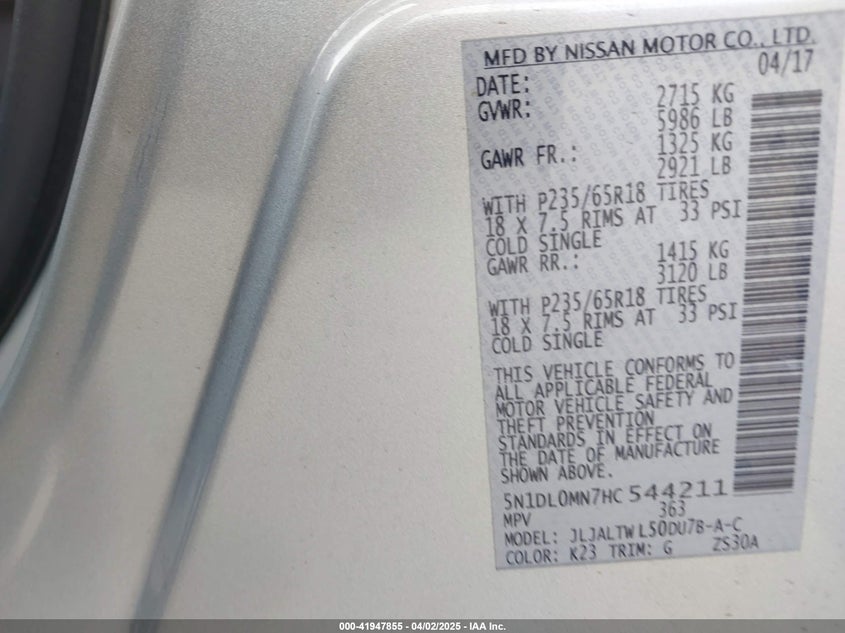 MFD BY NISSAN MOTOR CO., LTD.
DATE: 04/17
GVWR: 2715 KG
5986 LB
GAWR FR.: 1325 KG
2921 LB
WITH P235/65R18 TIRES
18 X 7.5 RIMS AT 33 PSI
COLD SINGLE
GAWR RR.: 1415 KG
3120 LB
WITH P235/65R18 TIRES
18 X 7.5 RIMS AT 33 PSI
COLD SINGLE
THIS VEHICLE CONFORMS TO
ALL APPLICABLE FEDERAL
MOTOR VEHICLE SAFETY AND
THEFT PREVENTION
STANDARDS IN EFFECT ON
THE DATE OF MANUFACTURE
SHOWN ABOVE.
5N1DL0MN7HC 544211
MPV 363
MODEL: JLJALTWL50DU7B-A-C
COLOR: K23 TRIM: G ZS30A
000-41947855 - 04/02/2025 - IAA Inc.